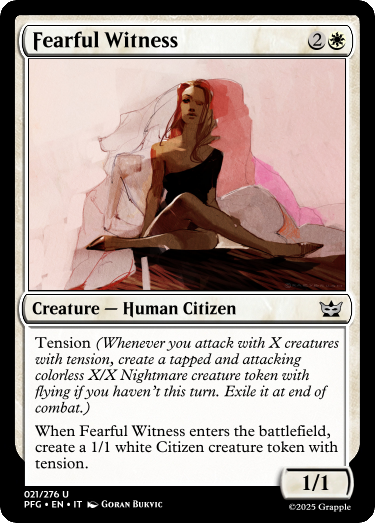 Fearful Witness 2
Creature — Human Citizen
Tension (Whenever you attack with X creatures
with tension, create a tapped and attacking
colorless X/X Nightmare creature token with
flying if you haven't this turn. Exile it at end of
combat.)
When Fearful Witness enters the battlefield,
create a 1/1 white Citizen creature token with
tension.
1/1
021/276 U
PFG • EN • IT GORAN BUKVIC
©2025 Grapple